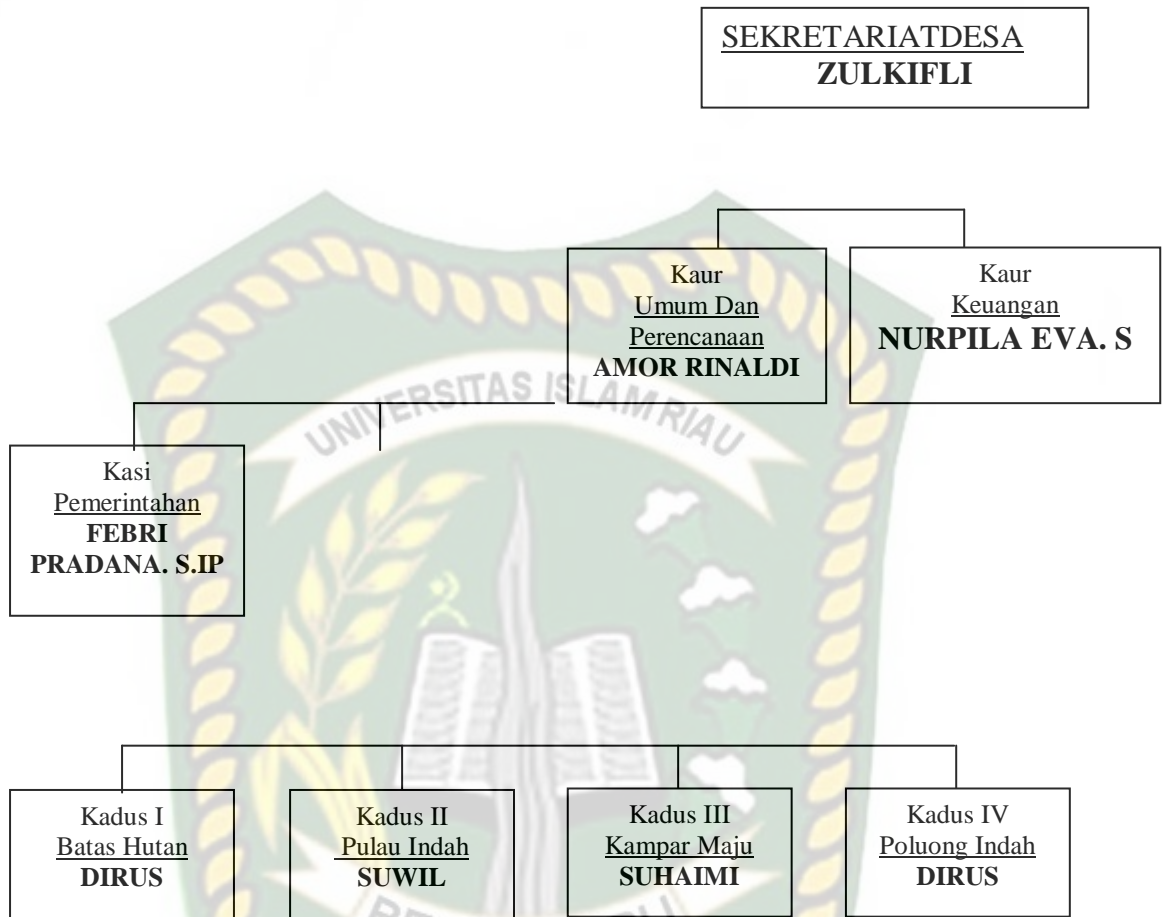 SEKRETARIATDESA
ZULKIFLI
Kaur
Umum Dan
Perencanaan
AMOR RINALDI
Kaur
Keuangan
NURPILA EVA. S
UNIVERSITAS ISLAM RIAU
Kasi
Pemerintahan
FEBRI
PRADANA. S.IP
Kadus I
Batas Hutan
DIRUS
Kadus II
Pulau Indah
SUWIL
Kadus III
Kampar Maju
SUHAIMI
Kadus IV
Poluong Indah
DIRUS